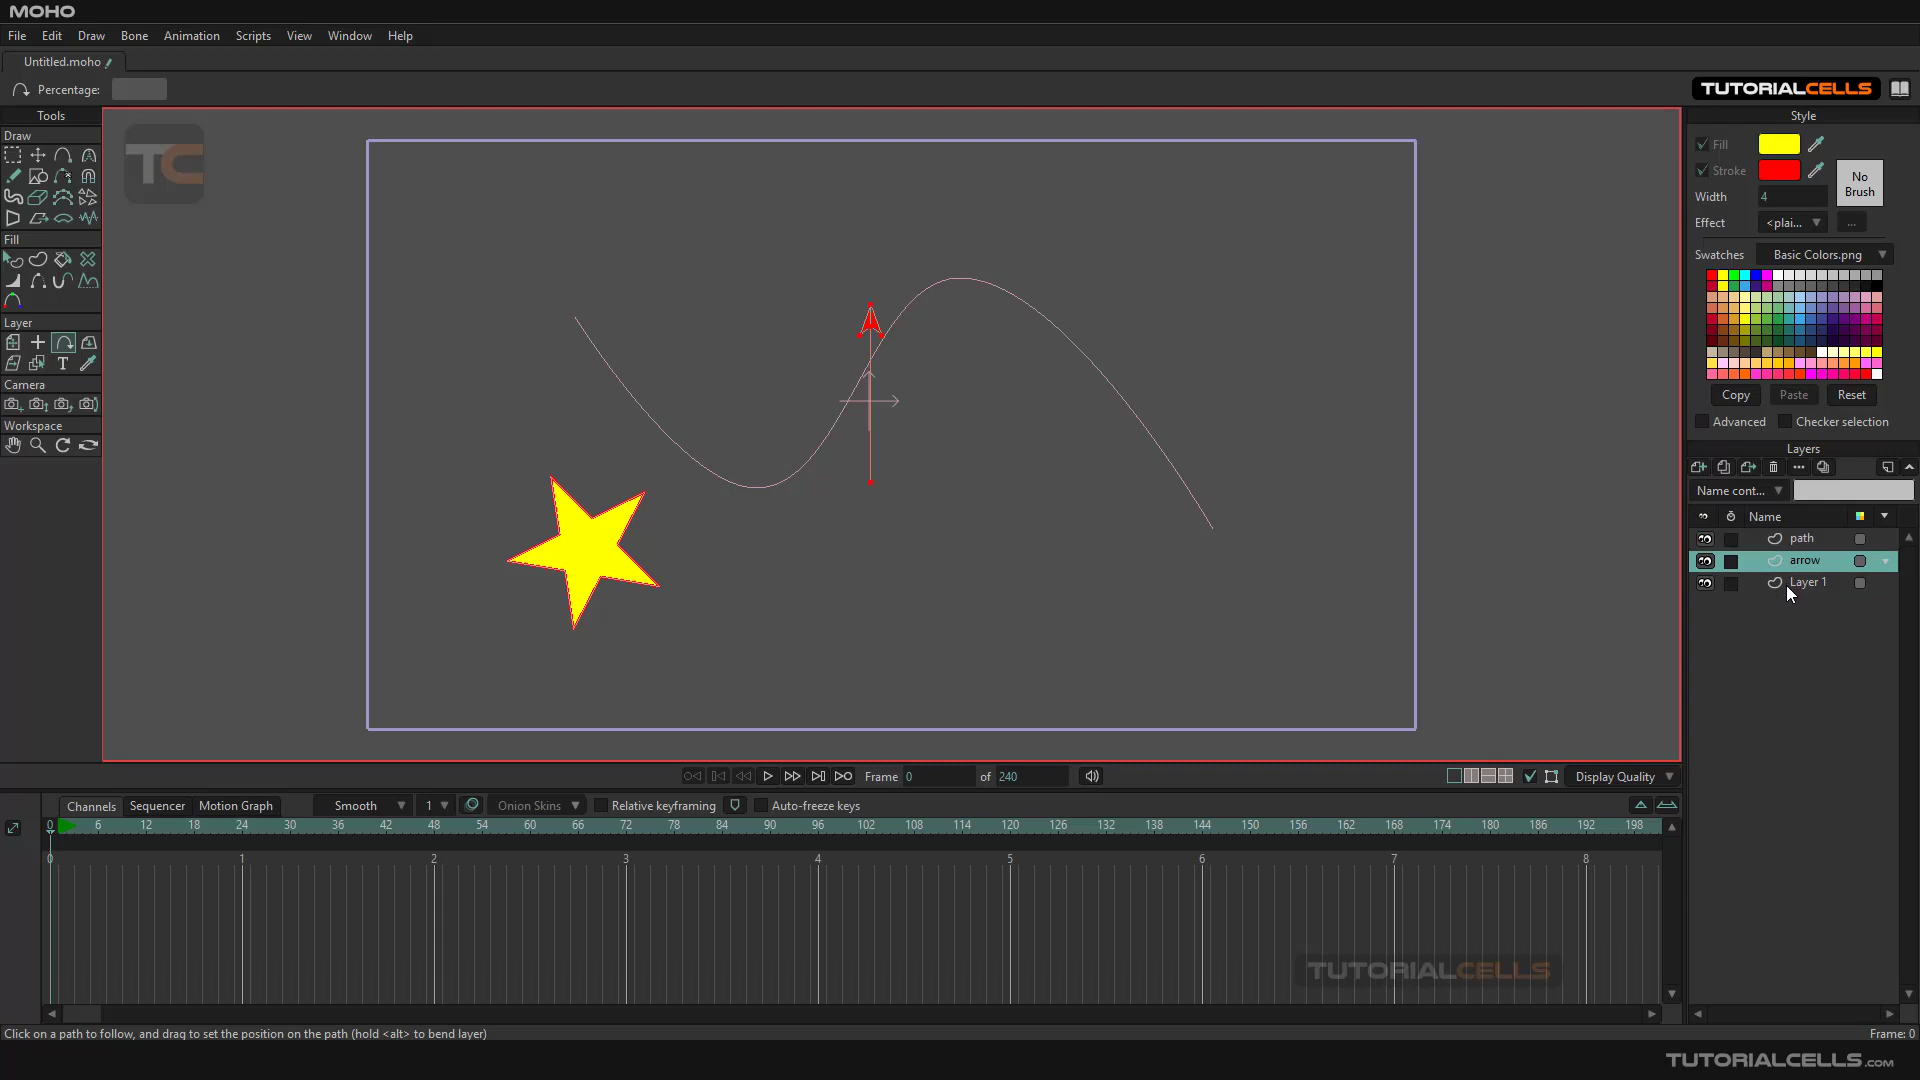 MOHO
File Edit Draw Bone Animation Scripts View Window Help
Untitled.moho
Percentage:
TUTORIALCELLS
Tools
Draw
Fill
Layer
T
Camera
Workspace
TC
Style
Fill
Stroke
No Brush
Width 4
Effect <plai... ...
Swatches Basic Colors.png
Copy Paste Reset
Advanced Checker selection
Layers
Name cont...
Name
path
arrow
Layer 1
Frame 0 of 240
Display Quality
Channels Sequencer Motion Graph Smooth 1 Onion Skins Relative keyframing Auto-freeze keys
0 6 12 18 24 30 36 42 48 54 60 66 72 78 84 90 96 102 108 114 120 126 132 138 144 150 156 162 168 174 180 186 192 198
0 1 2 3 4 5 6 7 8
TUTORIALCELLS
Click on a path to follow, and drag to set the position on the path (hold <alt> to bend layer)
Frame: 0
TUTORIALCELLS.COM